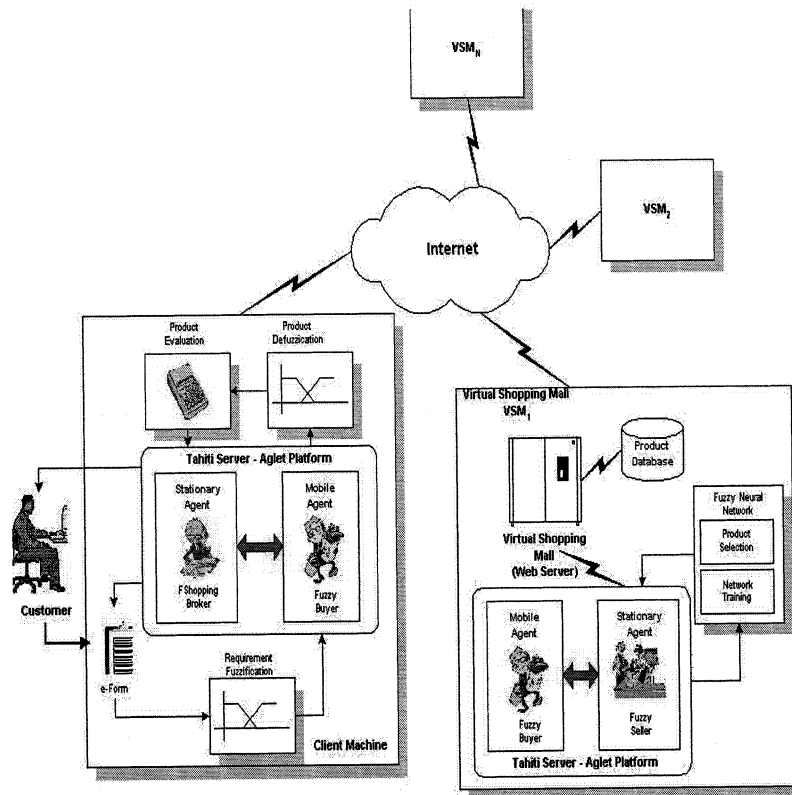 VSM_N
VSM_2
Internet
Product
Evaluation
Product
Defuzzication
Tahiti Server - Aglet Platform
Stationary
Agent
FShopping
Broker
Mobile
Agent
Fuzzy
Buyer
Customer
e-Form
Requirement
Fuzzification
Client Machine
Virtual Shopping Mall
VSM_1
Product
Database
Virtual Shopping
Mall
(Web Server)
Fuzzy Neural
Network
Product
Selection
Network
Training
Mobile
Agent
Fuzzy
Buyer
Stationary
Agent
Fuzzy
Seller
Tahiti Server - Aglet Platform